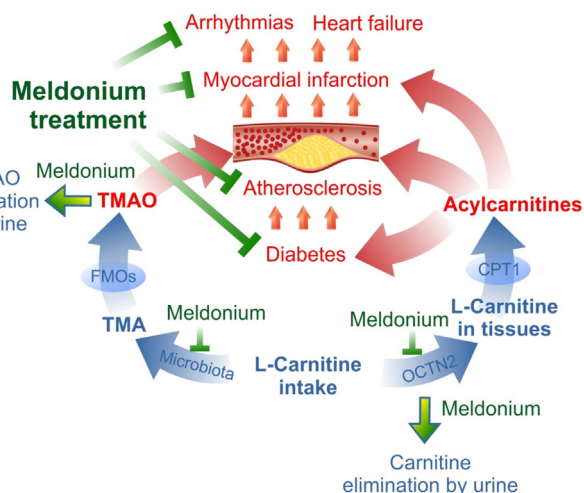 Arrhythmias
Heart failure
Myocardial infarction
Meldonium
treatment
Atherosclerosis
Diabetes
Meldonium
TMAO
Acylcarnitines
FMOs
CPT1
TMA
L-Carnitine
in tissues
Meldonium
Meldonium
Microbiota
L-Carnitine
intake
OCTN2
Meldonium
Carnitine
elimination by urine